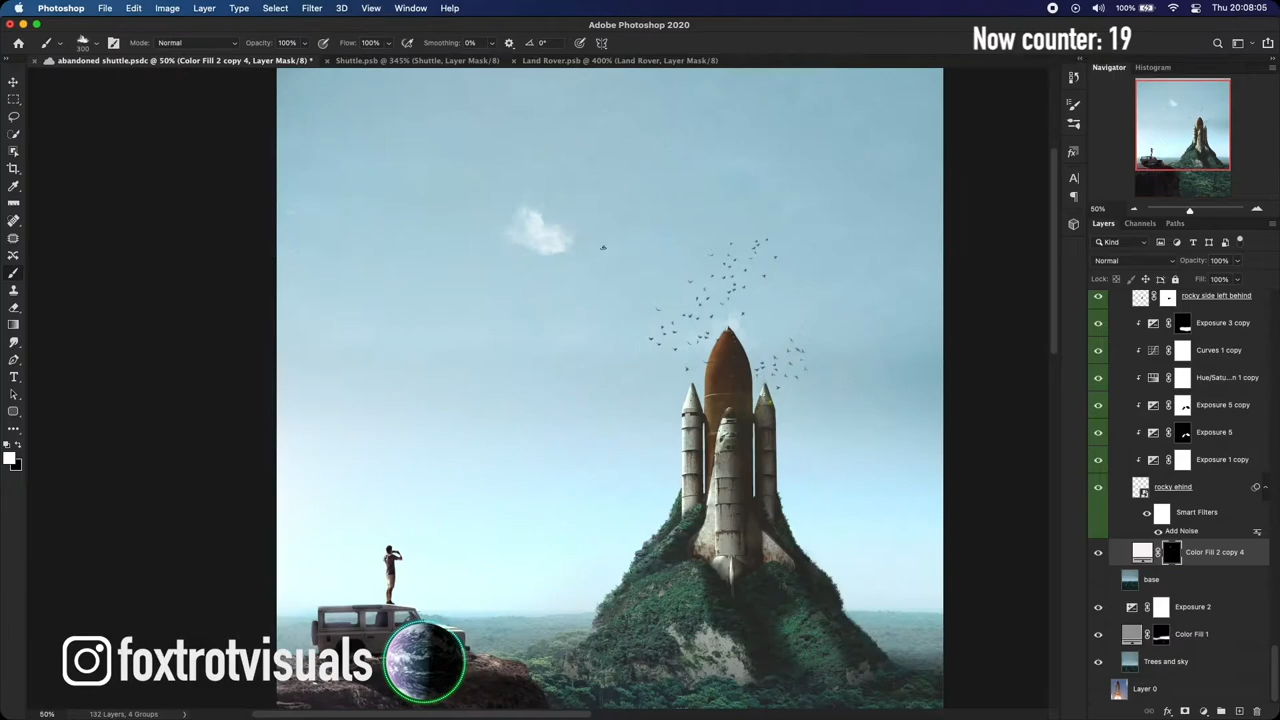 Photoshop File Edit Image Layer Type Select Filter 3D View Window Help
100% Thu 20:08:05
Adobe Photoshop 2020
Now counter: 19
300 Mode: Normal Opacity: 100% Flow: 100% Smoothing: 0% 0°
abandoned shuttle.psdc @ 50% (Color Fill 2 copy 4, Layer Mask/8) * Shuttle.psb @ 345% (Shuttle, Layer Mask/8) Land Rover.psb @ 400% (Land Rover, Layer Mask/8)
Navigator Histogram
50%
Layers Channels Paths
Kind
Normal Opacity: 100%
Lock: Fill: 100%
rocky side left behind
Exposure 3 copy
Curves 1 copy
Hue/Satu...n 1 copy
Exposure 5 copy
Exposure 5
Exposure 1 copy
rocky ehind
Smart Filters
Add Noise
Color Fill 2 copy 4
base
Exposure 2
Color Fill 1
Trees and sky
Layer 0
foxtrotvisuals
50% 132 Layers, 4 Groups